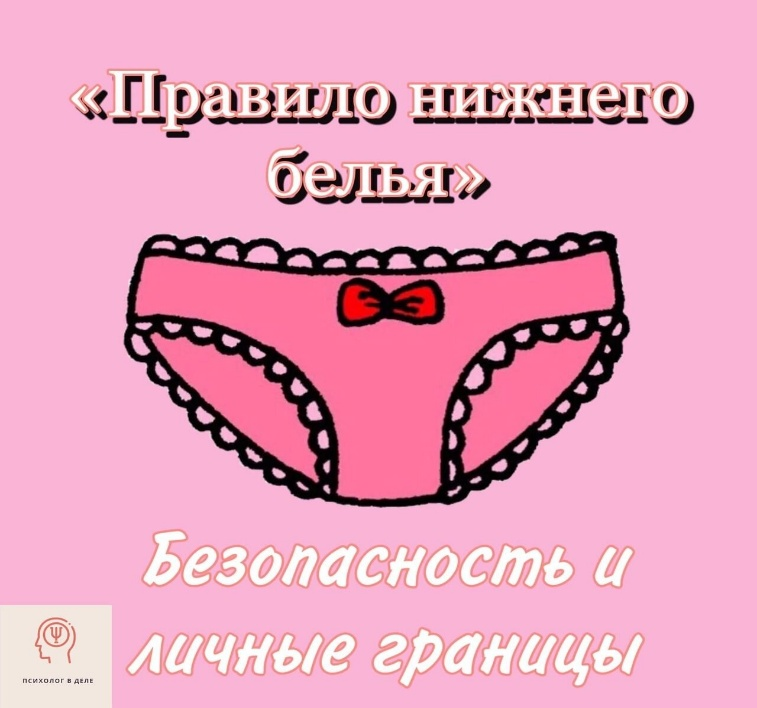 «Правило нижнего
белья»
Безопасность и
личные границы
ПСИХОЛОГ В ДЕЛЕ